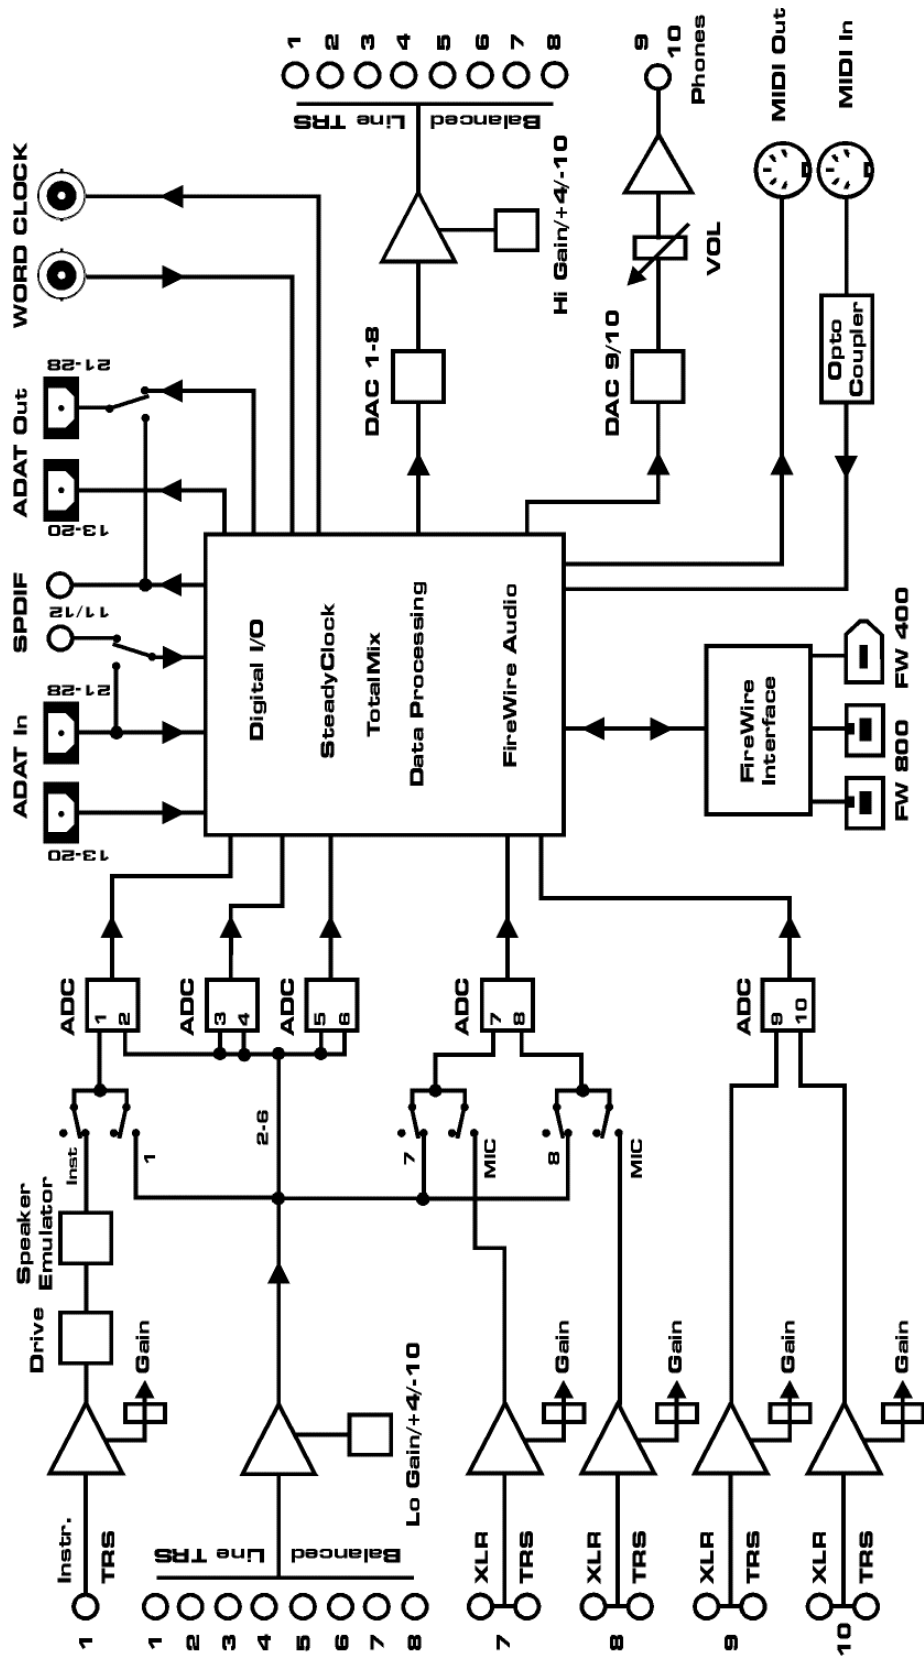 Instr.
TRS
1
Drive
Speaker
Emulator
Gain
Inst
1
ADC
1
2
1
2
3
4
5
6
7
8
Balanced Line TRS
Lo Gain/+4/-10
2-6
ADC
3
4
ADC
5
6
7
XLR
TRS
Gain
7
MIC
ADC
7
8
8
XLR
TRS
Gain
8
MIC
9
XLR
TRS
Gain
ADC
9
10
10
XLR
TRS
Gain
ADAT In
13-20
21-28
SPDIF
11/12
ADAT Out
13-20
21-28
WORD CLOCK
Digital I/O
SteadyClock
TotalMix
Data Processing
FireWire Audio
FireWire
Interface
FW 800
FW 400
DAC 1-8
Hi Gain/+4/-10
Balanced Line TRS
1
2
3
4
5
6
7
8
DAC 9/10
VOL
9
10
Phones
MIDI Out
MIDI In
Opto
Coupler